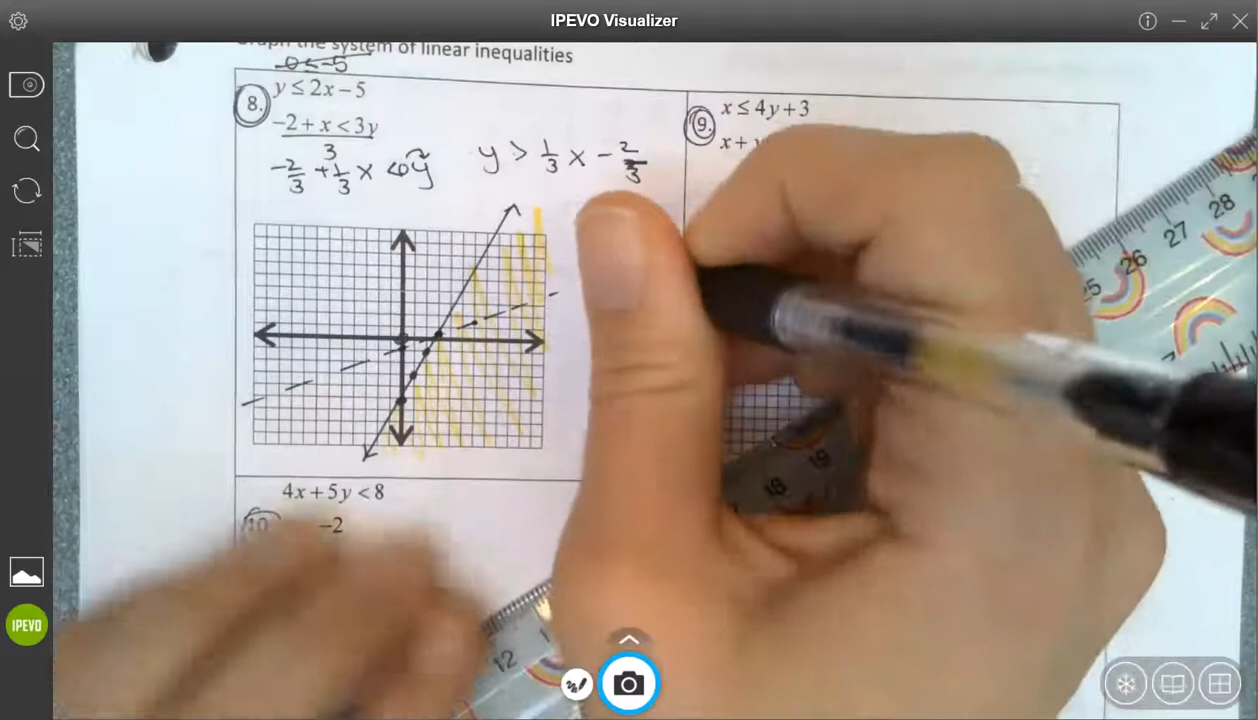 IPEVO Visualizer
Graph the system of linear inequalities
0 ≤ -5
8. y ≤ 2x - 5
-2 + x < 3y
3
-2/3 + 1/3 x < y
y > 1/3 x - 2/3
9. x ≤ 4y + 3
x + y
28
27
26
25
19
18
4x + 5y < 8
10. -2
12
IPEVO